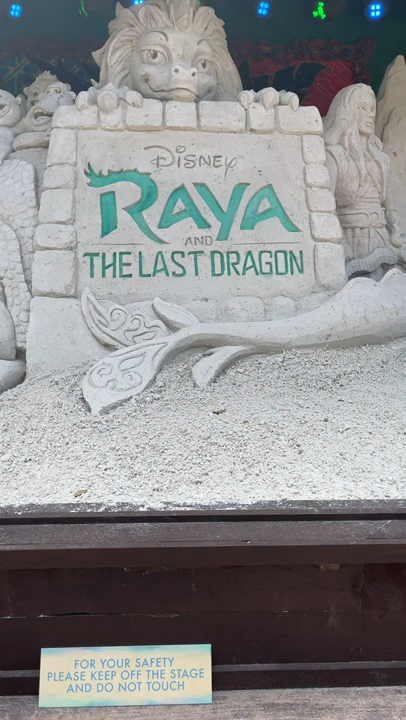 Disney
RAYA
AND
THE LAST DRAGON
FOR YOUR SAFETY
PLEASE KEEP OFF THE STAGE
AND DO NOT TOUCH